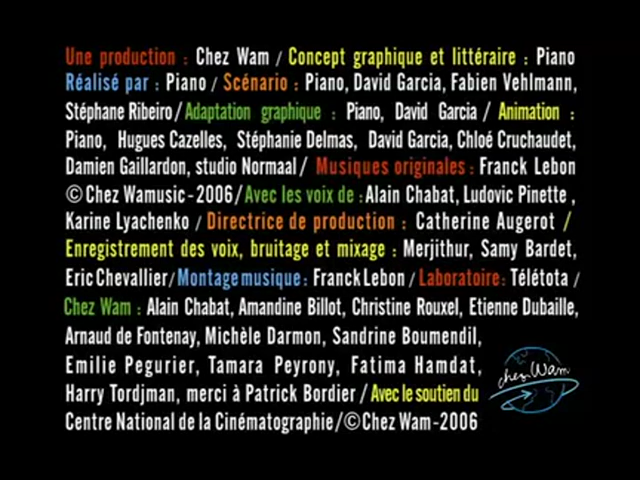 Une production : Chez Wam / Concept graphique et littéraire : Piano
Réalisé par : Piano / Scénario : Piano, David Garcia, Fabien Vehlmann,
Stéphane Ribeiro / Adaptation graphique : Piano, David Garcia / Animation :
Piano, Hugues Cazelles, Stéphanie Delmas, David Garcia, Chloé Cruchaudet,
Damien Gaillardon, studio Normaal / Musiques originales : Franck Lebon
© Chez Wamusic - 2006 / Avec les voix de : Alain Chabat, Ludovic Pinette ,
Karine Lyachenko / Directrice de production : Catherine Augerot /
Enregistrement des voix, bruitage et mixage : Merjithur, Samy Bardet,
Eric Chevallier / Montage musique : Franck Lebon / Laboratoire : Télétota /
Chez Wam : Alain Chabat, Amandine Billot, Christine Rouxel, Etienne Dubaille,
Arnaud de Fontenay, Michèle Darmon, Sandrine Boumendil,
Emilie Pegurier, Tamara Peyrony, Fatima Hamdat,
Harry Tordjman, merci à Patrick Bordier / Avec le soutien du
Centre National de la Cinématographie / © Chez Wam - 2006
chez Wam